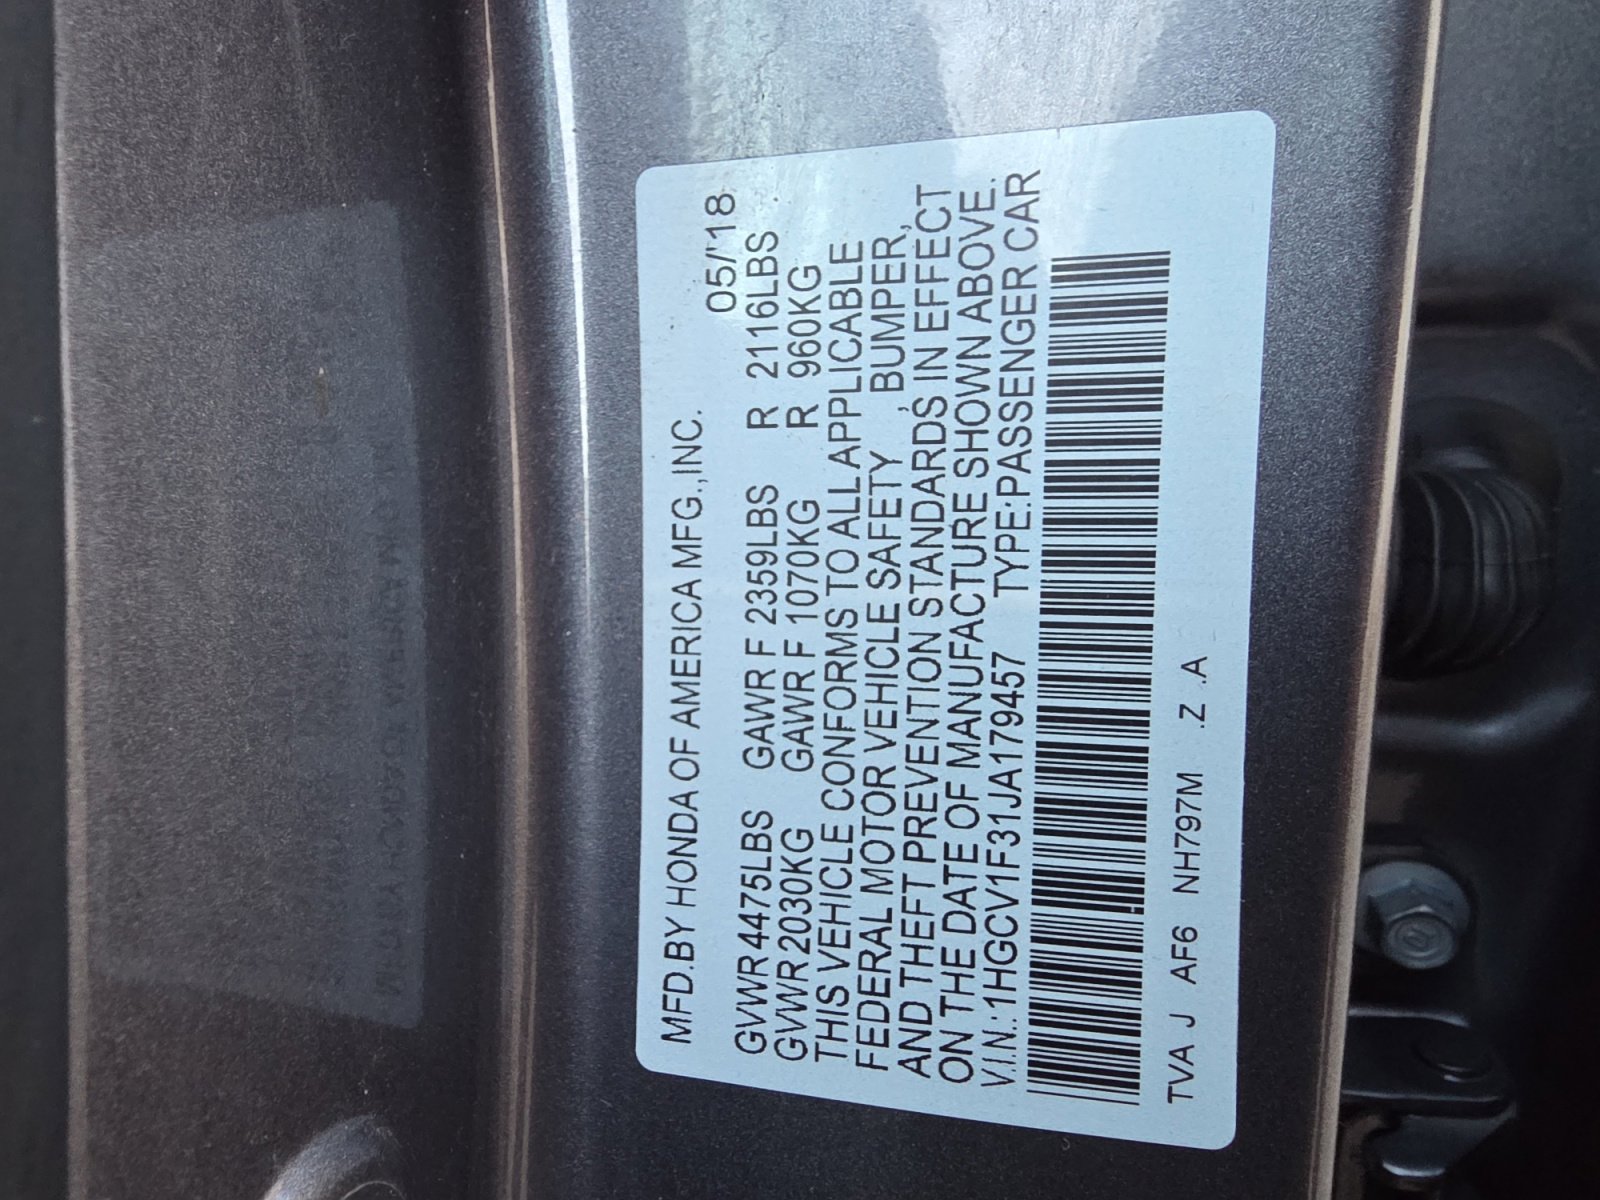 MFD.BY HONDA OF AMERICA MFG.,INC. 05/'18
GVWR 4475LBS GAWR F 2359LBS R 2116LBS
GVWR 2030KG GAWR F 1070KG R 960KG
THIS VEHICLE CONFORMS TO ALL APPLICABLE
FEDERAL MOTOR VEHICLE SAFETY, BUMPER,
AND THEFT PREVENTION STANDARDS IN EFFECT
ON THE DATE OF MANUFACTURE SHOWN ABOVE.
V.I.N.:1HGCV1F31JA179457 TYPE:PASSENGER CAR
TVA J AF6 NH797M .Z .A